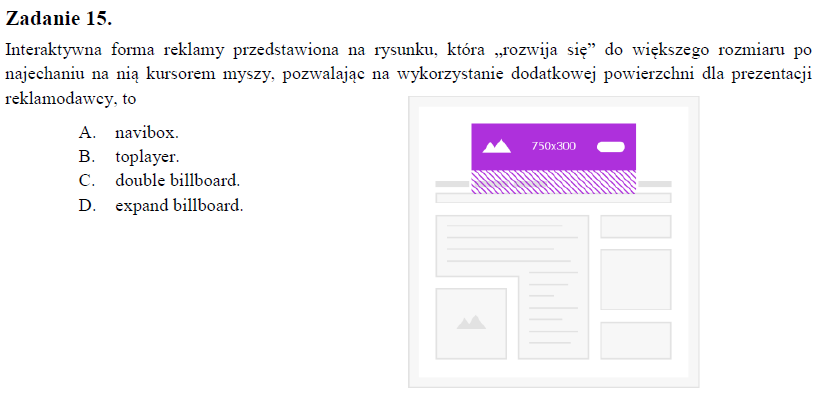 Zadanie 15.
Interaktywna forma reklamy przedstawiona na rysunku, która „rozwija się” do większego rozmiaru po
najechaniu na nią kursorem myszy, pozwalając na wykorzystanie dodatkowej powierzchni dla prezentacji
reklamodawcy, to
A. navibox.
B. toplayer.
C. double billboard.
D. expand billboard.
750x300